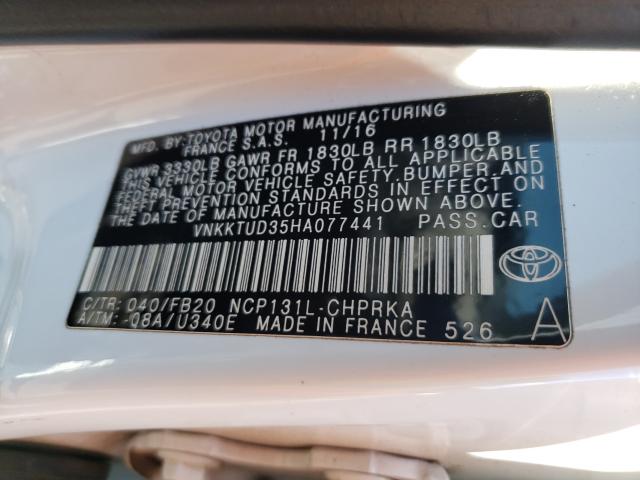 MFD. BY:TOYOTA MOTOR MANUFACTURING
FRANCE S.A.S. 11/16
GVWR 3330LB GAWR FR 1830LB RR 1830LB
THIS VEHICLE CONFORMS TO ALL APPLICABLE
FEDERAL MOTOR VEHICLE SAFETY, BUMPER, AND
THEFT PREVENTION STANDARDS IN EFFECT ON
THE DATE OF MANUFACTURE SHOWN ABOVE.
VNKKTUD35HA077441 PASS.CAR
C/TR: 040/FB20 NCP131L-CHPRKA
A/TM: -08A/U340E MADE IN FRANCE 526 A